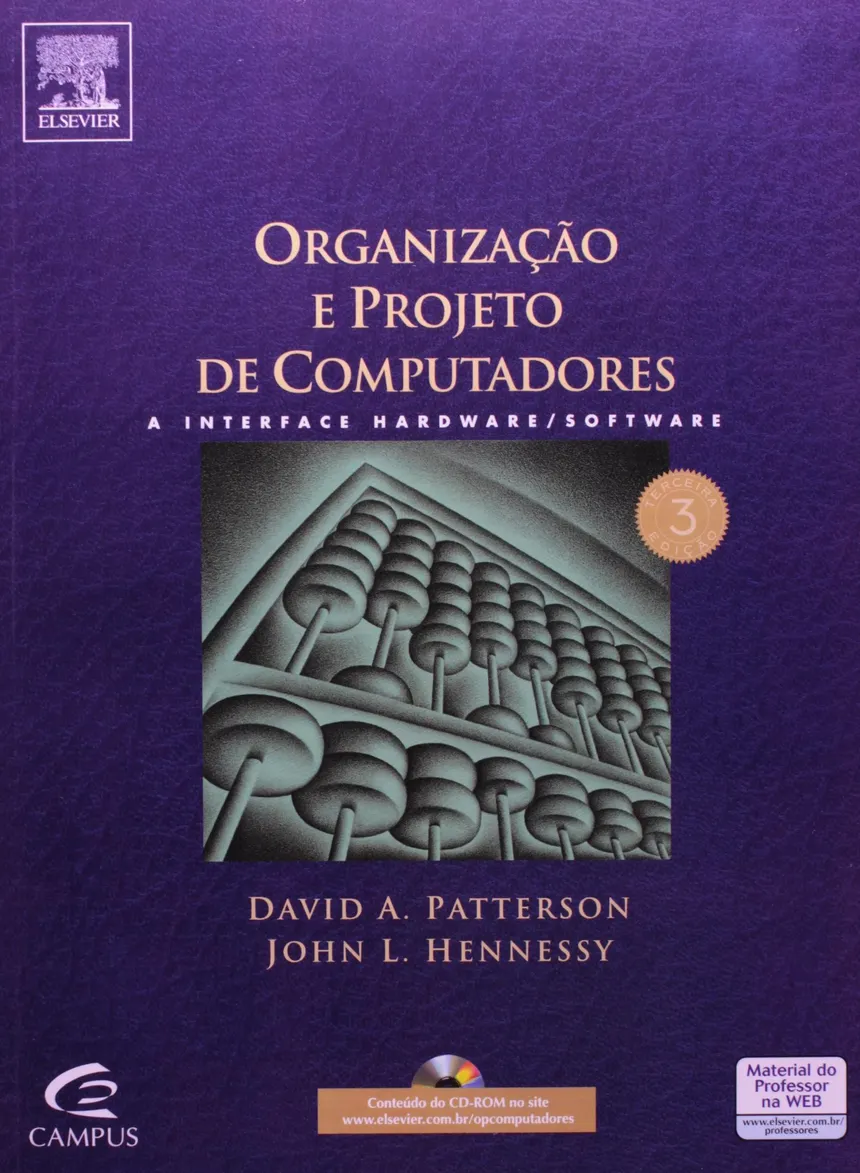 ELSEVIER
ORGANIZAÇÃO
E PROJETO
DE COMPUTADORES
A INTERFACE HARDWARE/SOFTWARE
TERCEIRA
3
EDIÇÃO
DAVID A. PATTERSON
JOHN L. HENNESSY
CAMPUS
Conteúdo do CD-ROM no site
www.elsevier.com.br/opcomputadores
Material do
Professor
na WEB
www.elsevier.com.br/
professores